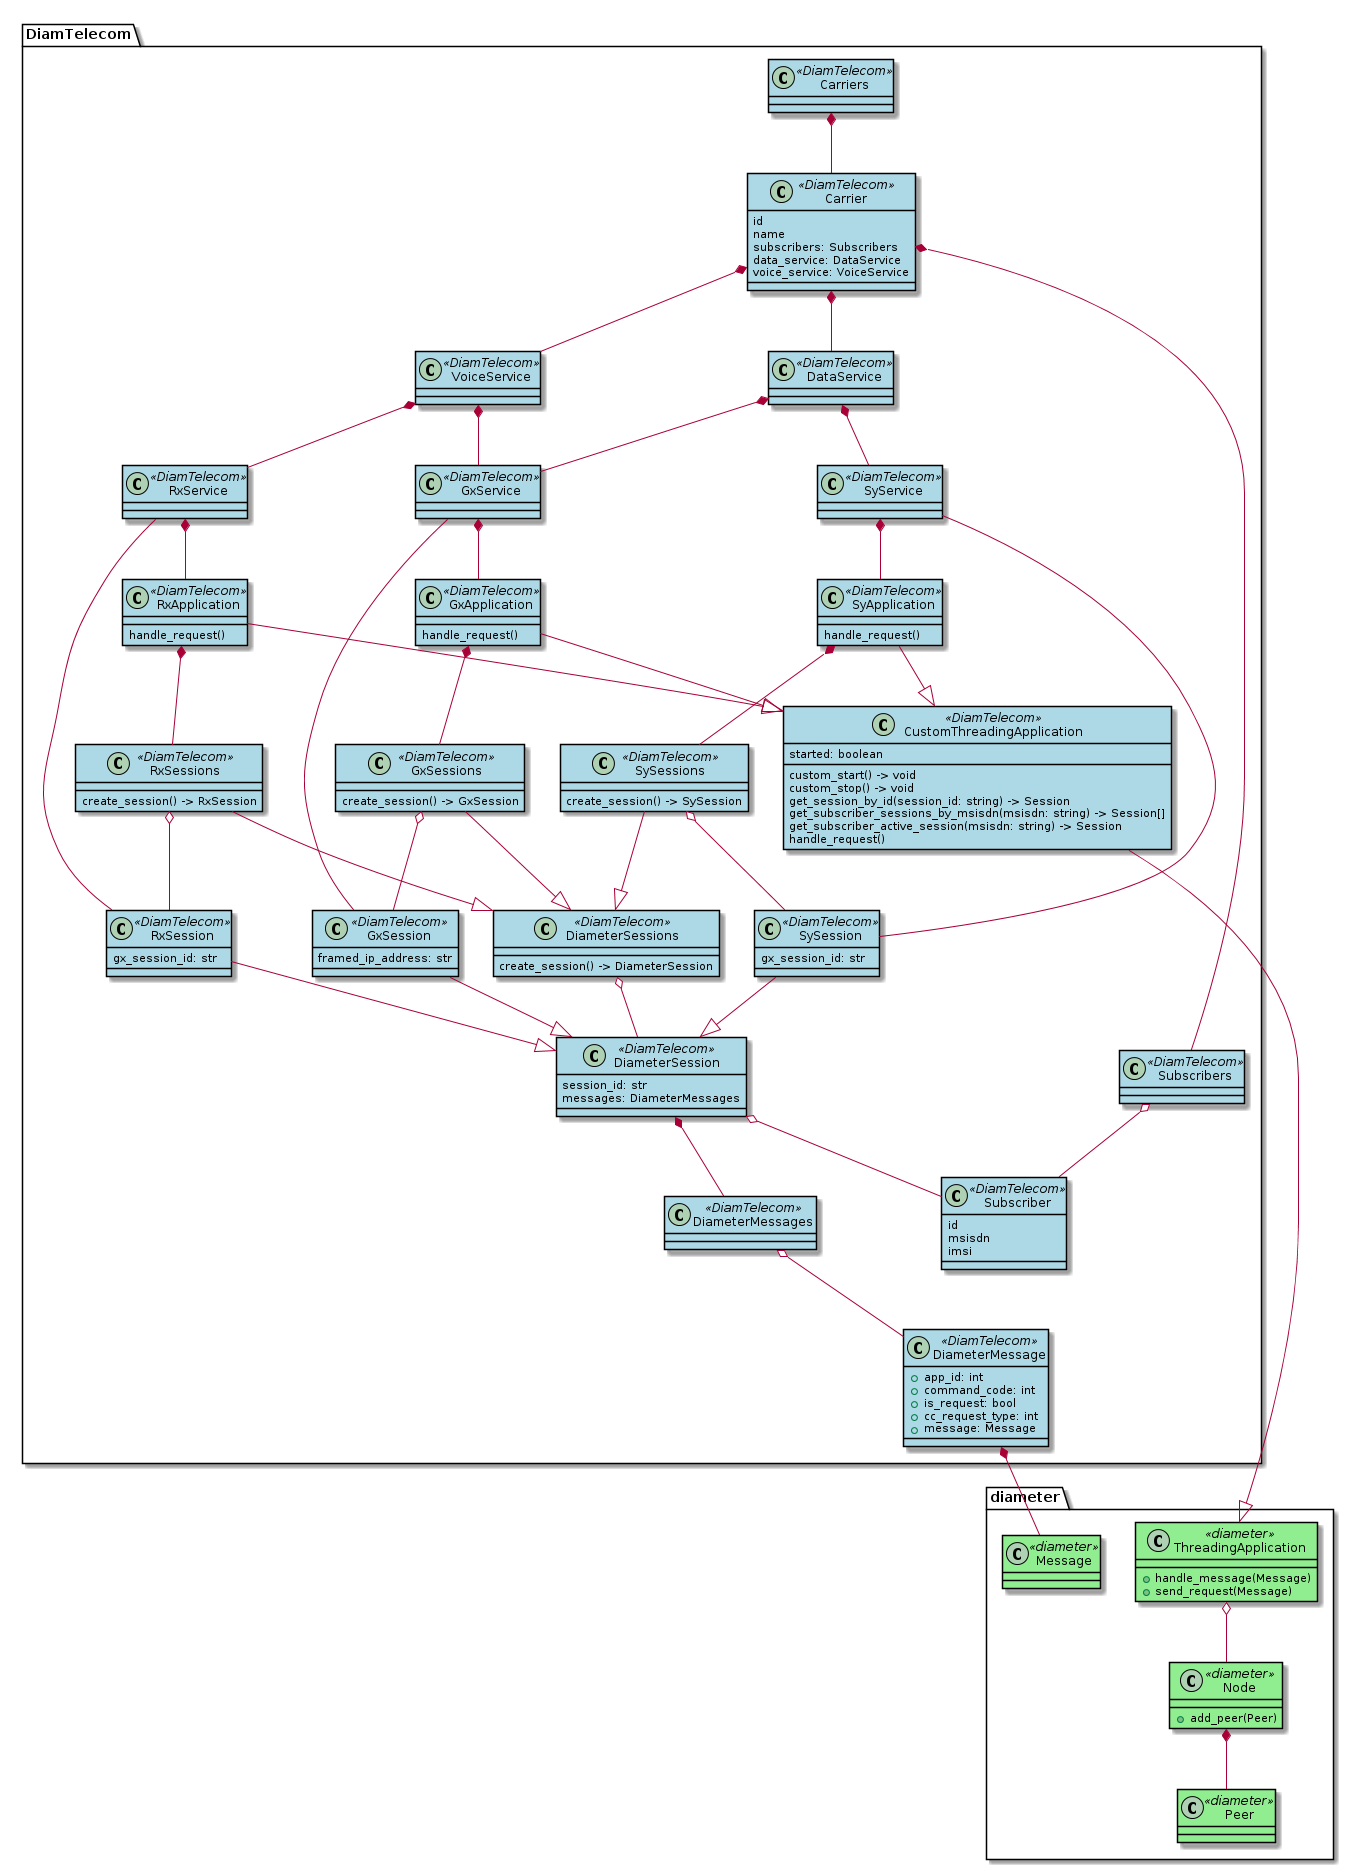 DiamTelecom
C
«DiamTelecom»
Carriers
C
«DiamTelecom»
Carrier
id
name
subscribers: Subscribers
data_service: DataService
voice_service: VoiceService
C
«DiamTelecom»
VoiceService
C
«DiamTelecom»
DataService
C
«DiamTelecom»
RxService
C
«DiamTelecom»
GxService
C
«DiamTelecom»
SyService
C
«DiamTelecom»
RxApplication
handle_request()
C
«DiamTelecom»
GxApplication
handle_request()
C
«DiamTelecom»
SyApplication
handle_request()
C
«DiamTelecom»
CustomThreadingApplication
started: boolean
custom_start() -> void
custom_stop() -> void
get_session_by_id(session_id: string) -> Session
get_subscriber_sessions_by_msisdn(msisdn: string) -> Session[]
get_subscriber_active_session(msisdn: string) -> Session
handle_request()
C
«DiamTelecom»
RxSessions
create_session() -> RxSession
C
«DiamTelecom»
GxSessions
create_session() -> GxSession
C
«DiamTelecom»
SySessions
create_session() -> SySession
C
«DiamTelecom»
RxSession
gx_session_id: str
C
«DiamTelecom»
GxSession
framed_ip_address: str
C
«DiamTelecom»
DiameterSessions
create_session() -> DiameterSession
C
«DiamTelecom»
SySession
gx_session_id: str
C
«DiamTelecom»
DiameterSession
session_id: str
messages: DiameterMessages
C
«DiamTelecom»
Subscribers
C
«DiamTelecom»
DiameterMessages
C
«DiamTelecom»
Subscriber
id
msisdn
imsi
C
«DiamTelecom»
DiameterMessage
app_id: int
command_code: int
is_request: bool
cc_request_type: int
message: Message
diameter
C
«diameter»
Message
C
«diameter»
ThreadingApplication
handle_message(Message)
send_request(Message)
C
«diameter»
Node
add_peer(Peer)
C
«diameter»
Peer